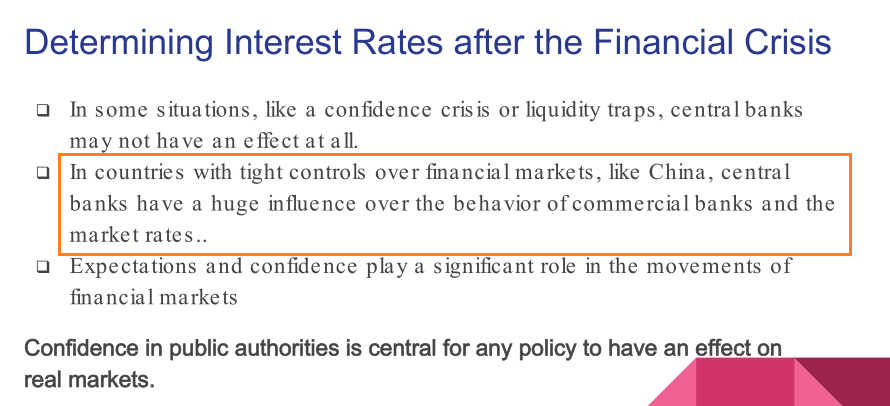 Determining Interest Rates after the Financial Crisis
❑ In some situations, like a confidence crisis or liquidity traps, central banks
may not have an effect at all.
❑ In countries with tight controls over financial markets, like China, central
banks have a huge influence over the behavior of commercial banks and the
market rates..
❑ Expectations and confidence play a significant role in the movements of
financial markets
Confidence in public authorities is central for any policy to have an effect on
real markets.